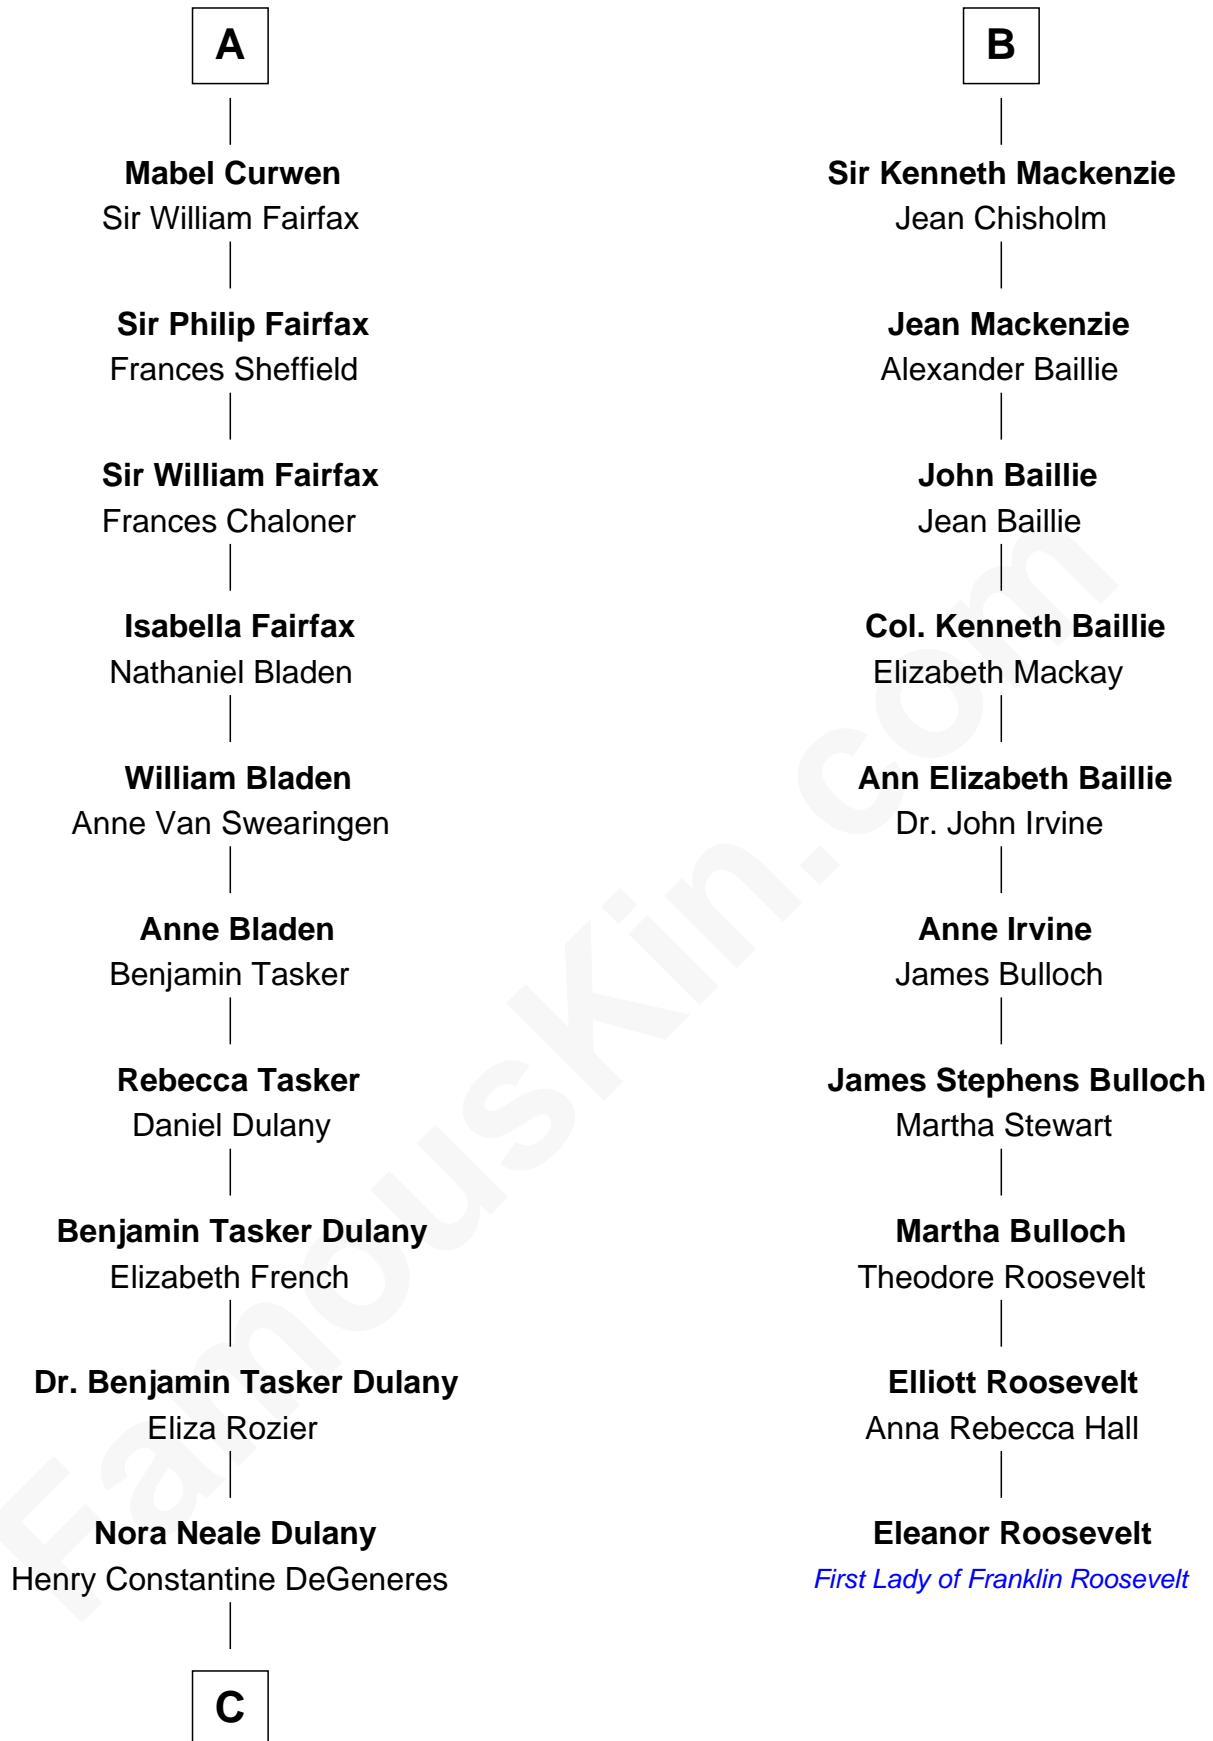 A
Mabel Curwen
Sir William Fairfax
Sir Philip Fairfax
Frances Sheffield
Sir William Fairfax
Frances Chaloner
Isabella Fairfax
Nathaniel Bladen
William Bladen
Anne Van Swearingen
Anne Bladen
Benjamin Tasker
Rebecca Tasker
Daniel Dulany
Benjamin Tasker Dulany
Elizabeth French
Dr. Benjamin Tasker Dulany
Eliza Rozier
Nora Neale Dulany
Henry Constantine DeGeneres
C
B
Sir Kenneth Mackenzie
Jean Chisholm
Jean Mackenzie
Alexander Baillie
John Baillie
Jean Baillie
Col. Kenneth Baillie
Elizabeth Mackay
Ann Elizabeth Baillie
Dr. John Irvine
Anne Irvine
James Bulloch
James Stephens Bulloch
Martha Stewart
Martha Bulloch
Theodore Roosevelt
Elliott Roosevelt
Anna Rebecca Hall
Eleanor Roosevelt
First Lady of Franklin Roosevelt
FamousKin.com